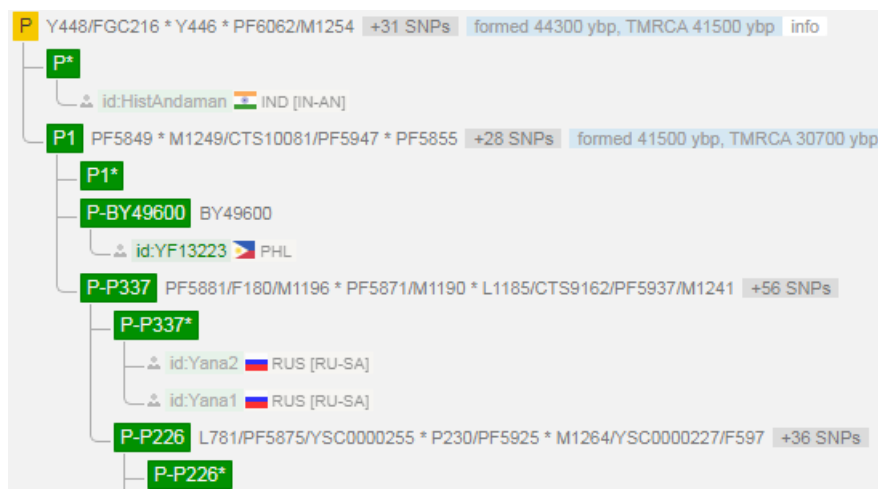 P Y448/FGC216 * Y446 * PF6062/M1254 +31 SNPs formed 44300 ybp, TMRCA 41500 ybp info
P*
id:HistAndaman IND [IN-AN]
P1 PF5849 * M1249/CTS10081/PF5947 * PF5855 +28 SNPs formed 41500 ybp, TMRCA 30700 ybp
P1*
P-BY49600 BY49600
id:YF13223 PHL
P-P337 PF5881/F180/M1196 * PF5871/M1190 * L1185/CTS9162/PF5937/M1241 +56 SNPs
P-P337*
id:Yana2 RUS [RU-SA]
id:Yana1 RUS [RU-SA]
P-P226 L781/PF5875/YSC0000255 * P230/PF5925 * M1264/YSC0000227/F597 +36 SNPs
P-P226*